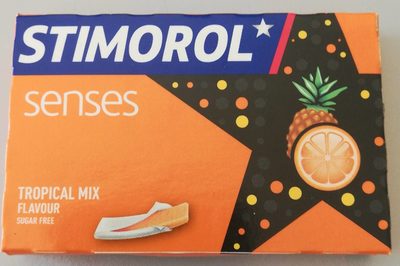 STIMOROL
senses
TROPICAL MIX
FLAVOUR
SUGAR FREE